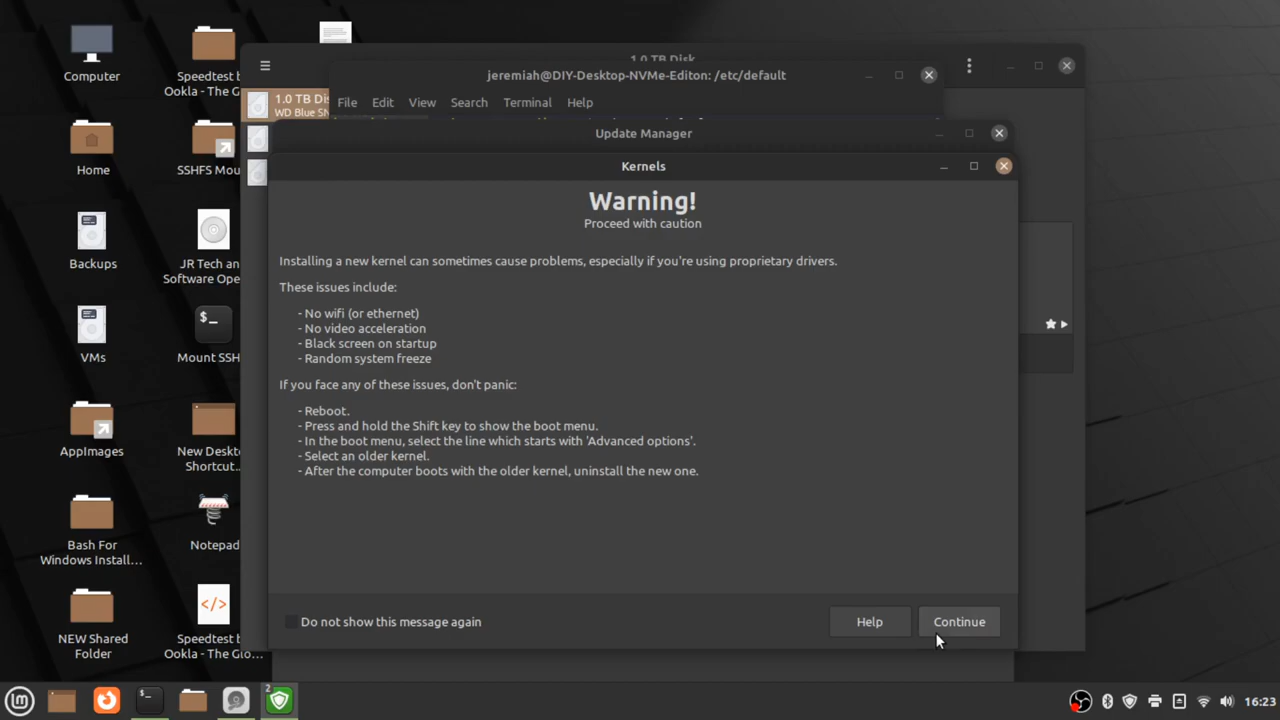 Computer
Speedtest b
Ookla - The G
1.0 TB Disk
jeremiah@DIY-Desktop-NVMe-Editon: /etc/default
1.0 TB Dis
WD Blue S
File Edit View Search Terminal Help
Update Manager
Home
SSHFS Mou
Kernels
Warning!
Proceed with caution
Installing a new kernel can sometimes cause problems, especially if you're using proprietary drivers.
These issues include:
- No wifi (or ethernet)
- No video acceleration
- Black screen on startup
- Random system freeze
If you face any of these issues, don't panic:
- Reboot.
- Press and hold the Shift key to show the boot menu.
- In the boot menu, select the line which starts with 'Advanced options'.
- Select an older kernel.
- After the computer boots with the older kernel, uninstall the new one.
Do not show this message again
Help
Continue
Backups
JR Tech an
Software Ope
$_
VMs
Mount SSH
AppImages
New Deskt
Shortcut...
Bash For
Windows Install...
Notepad
</>
NEW Shared
Folder
Speedtest b
Ookla - The Glo...
$_
2
16:23